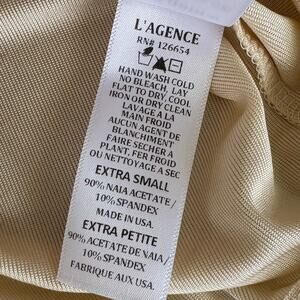 L'AGENCE
RN# 126654
HAND WASH COLD
NO BLEACH, LAY
FLAT TO DRY, COOL
IRON OR DRY CLEAN
LAVAGE A LA
MAIN FROID
AUCUN AGENT DE
BLANCHIMENT
FAIRE SECHER A
PLANT, FER FROID
OU NETTOYAGE A SEC
EXTRA SMALL
90% NAIA ACETATE/
10% SPANDEX
MADE IN USA.
EXTRA PETITE
90% ACETATE DE NAIA/
10% SPANDEX
FABRIQUE AUX USA.